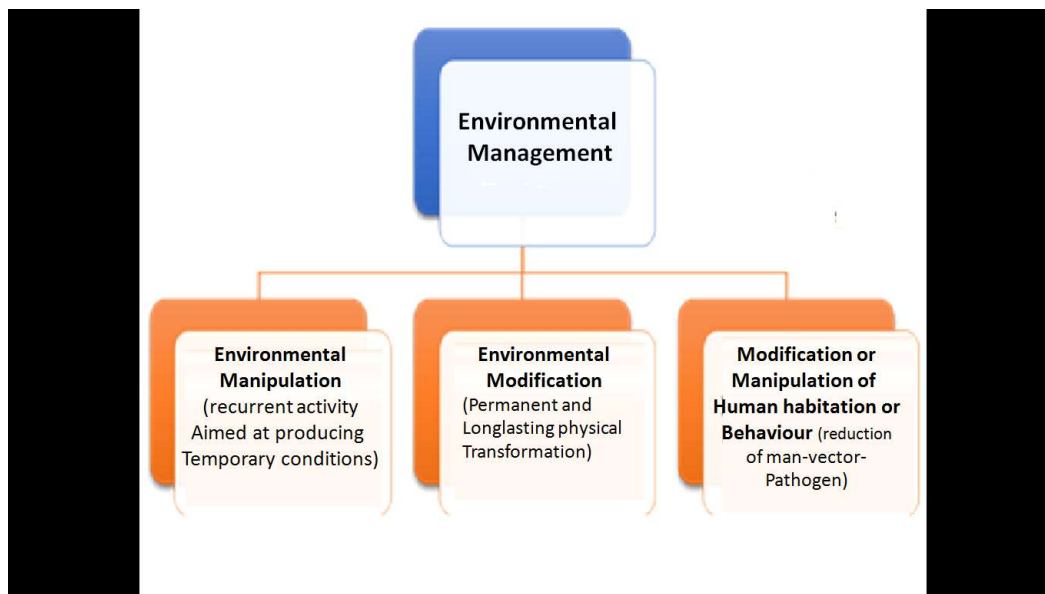 Environmental
Management
Environmental
Manipulation
(recurrent activity
Aimed at producing
Temporary conditions)
Environmental
Modification
(Permanent and
Longlasting physical
Transformation)
Modification or
Manipulation of
Human habitation or
Behaviour (reduction
of man-vector-
Pathogen)